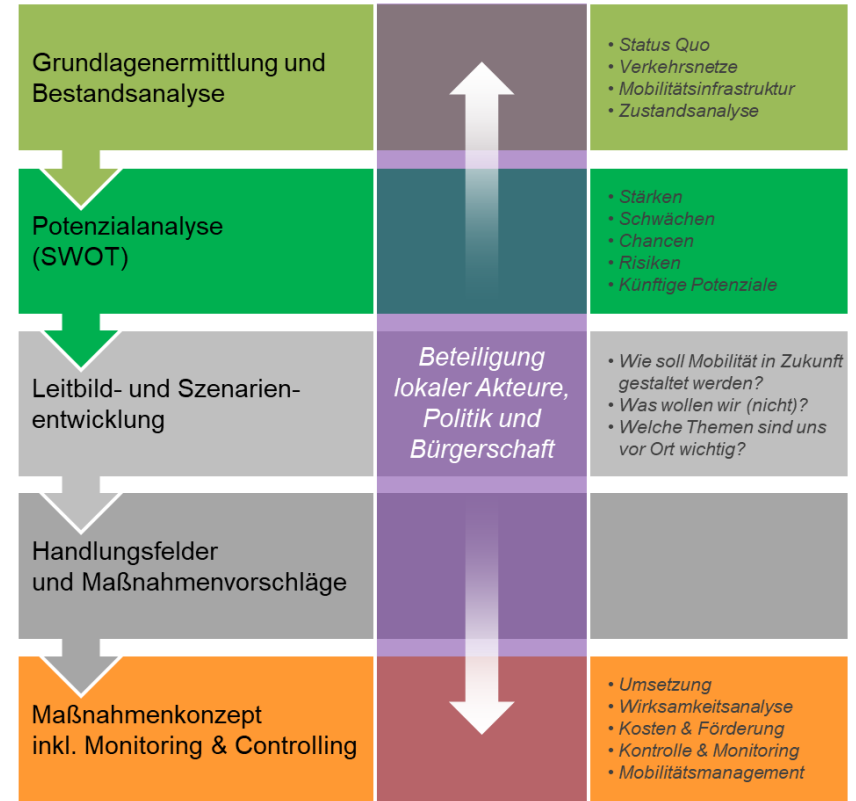 Grundlagenermittlung und
Bestandsanalyse
• Status Quo
• Verkehrsnetze
• Mobilitätsinfrastruktur
• Zustandsanalyse
Potenzialanalyse
(SWOT)
• Stärken
• Schwächen
• Chancen
• Risiken
• Künftige Potenziale
Leitbild- und Szenarien-
entwicklung
Beteiligung
lokaler Akteure,
Politik und
Bürgerschaft
• Wie soll Mobilität in Zukunft
gestaltet werden?
• Was wollen wir (nicht)?
• Welche Themen sind uns
vor Ort wichtig?
Handlungsfelder
und Maßnahmenvorschläge
Maßnahmenkonzept
inkl. Monitoring & Controlling
• Umsetzung
• Wirksamkeitsanalyse
• Kosten & Förderung
• Kontrolle & Monitoring
• Mobilitätsmanagement